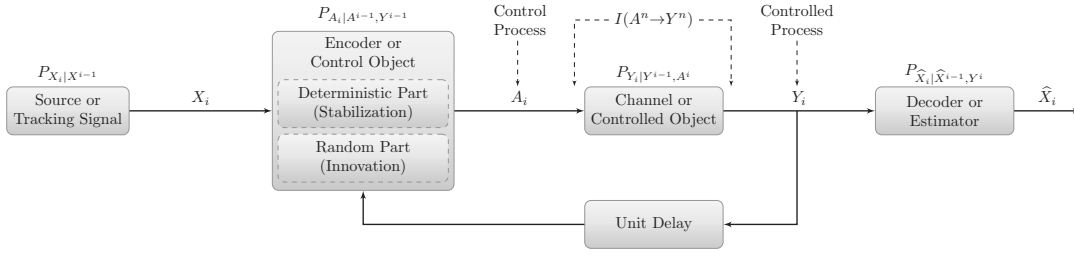 P_{X_i|X^{i-1}}
Source or
Tracking Signal
X_i
P_{A_i|A^{i-1},Y^{i-1}}
Encoder or
Control Object
Deterministic Part
(Stabilization)
Random Part
(Innovation)
Control
Process
A_i
I(A^n→Y^n)
P_{Y_i|Y^{i-1},A^i}
Channel or
Controlled Object
Controlled
Process
Y_i
Unit Delay
P_{\widehat{X}_i|\widehat{X}^{i-1},Y^i}
Decoder or
Estimator
\widehat{X}_i